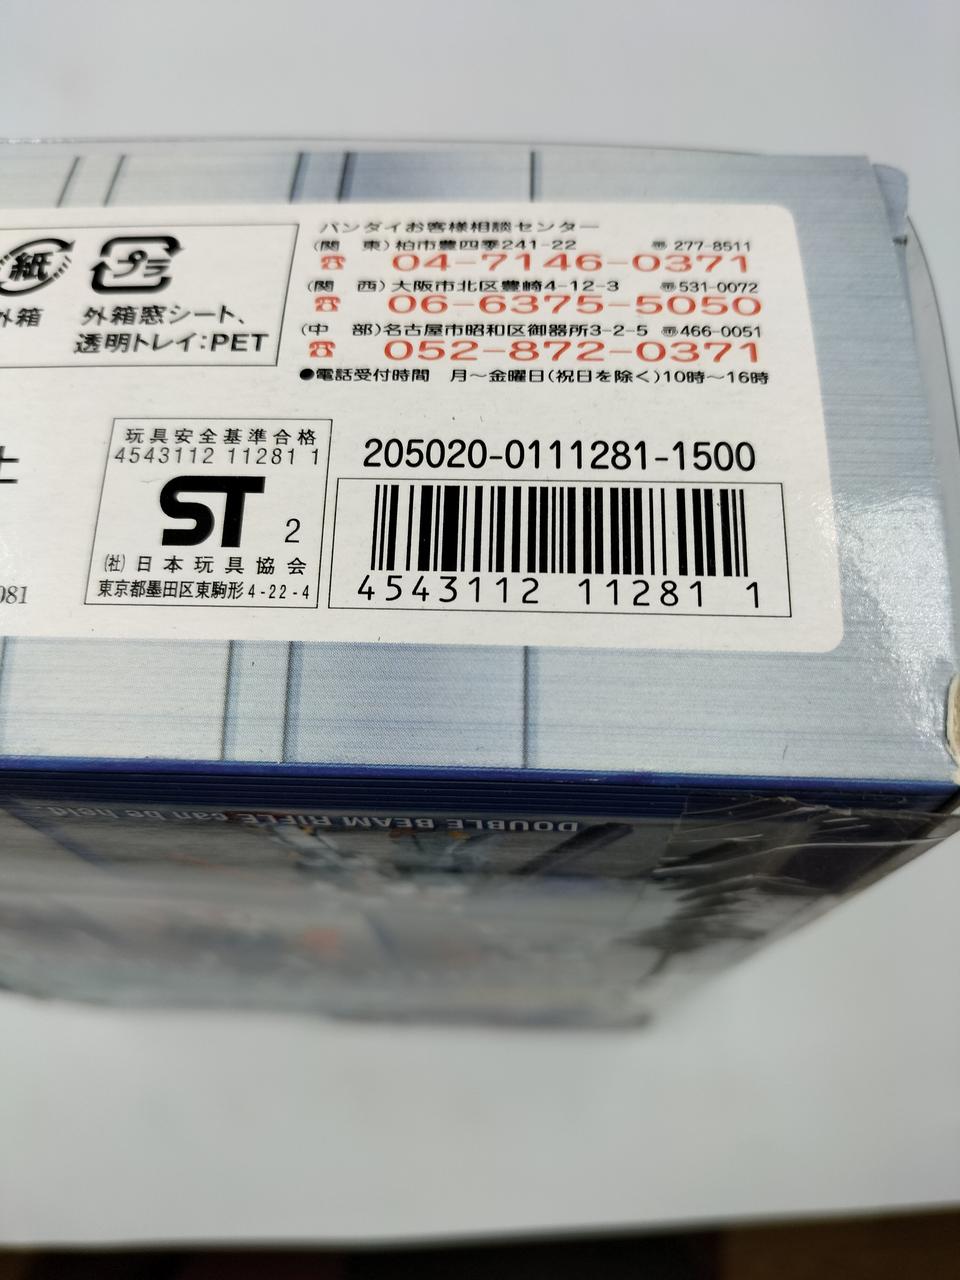 バンダイお客様相談センター
(関 東)柏市豊四季241-22 〠277-8511
☎ 04-7146-0371
(関 西)大阪市北区豊崎4-12-3 〠531-0072
☎ 06-6375-5050
(中 部)名古屋市昭和区御器所3-2-5 〠466-0051
☎ 052-872-0371
●電話受付時間 月〜金曜日(祝日を除く)10時〜16時
紙
プラ
外箱
外箱窓シート、
透明トレイ:PET
玩具安全基準合格
4543112 11281 1
ST 2
(社)日本玩具協会
東京都墨田区東駒形4-22-4
205020-0111281-1500
4543112 11281 1
081
DOUBLE BEAM RIFLE can be held.